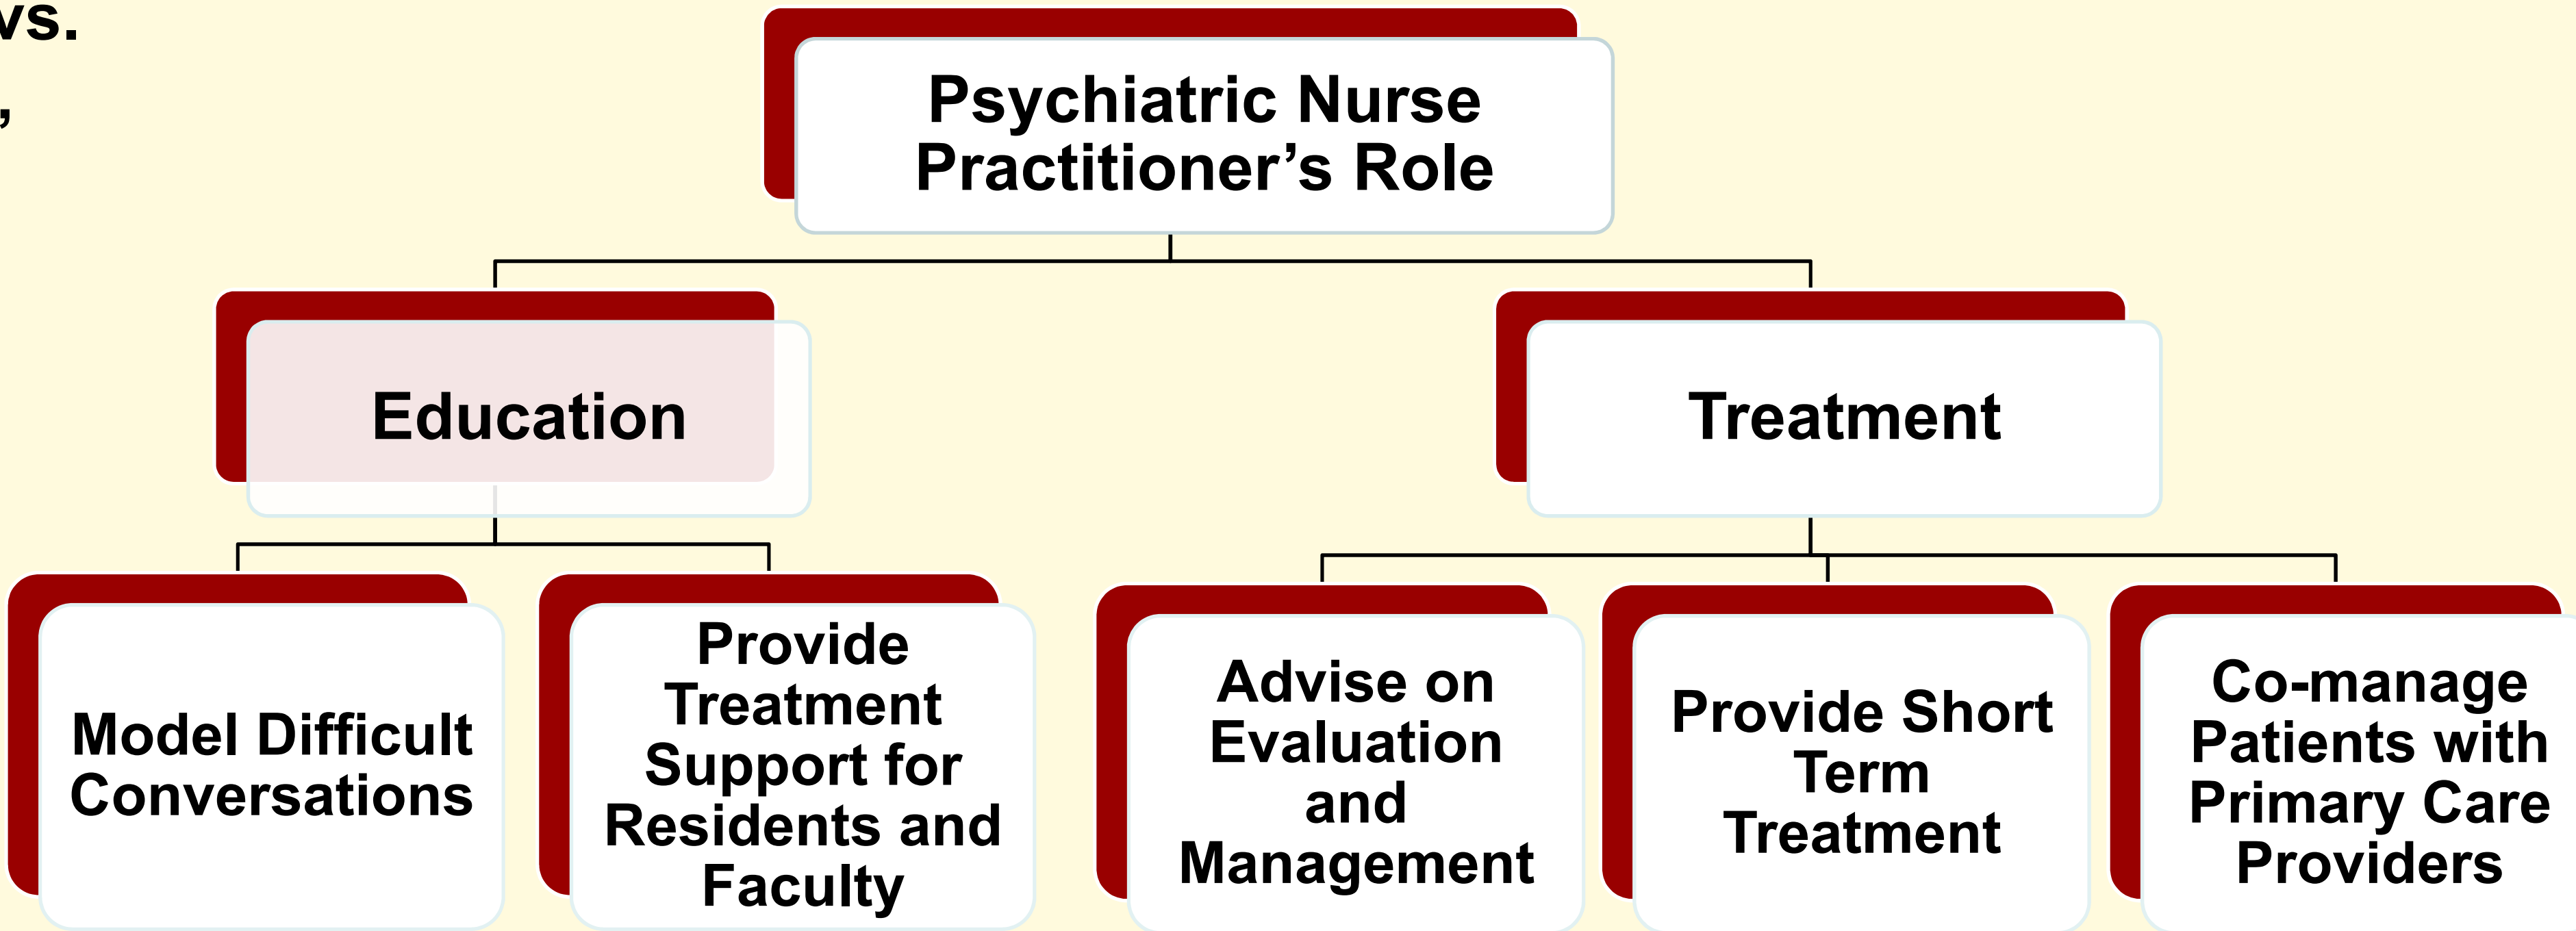 vs.
,
Psychiatric Nurse
Practitioner’s Role
Education
Treatment
Model Difficult
Conversations
Provide
Treatment
Support for
Residents and
Faculty
Advise on
Evaluation
and
Management
Provide Short
Term
Treatment
Co-manage
Patients with
Primary Care
Providers